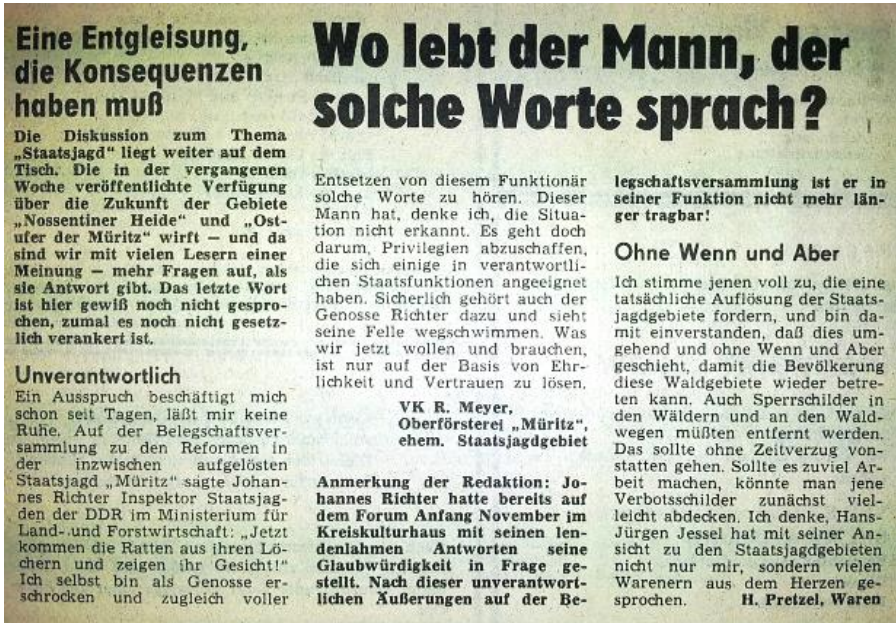 Eine Entgleisung,
die Konsequenzen
haben muß
Die Diskussion zum Thema
„Staatsjagd“ liegt weiter auf dem
Tisch. Die in der vergangenen
Woche veröffentlichte Verfügung
über die Zukunft der Gebiete
„Nossentiner Heide“ und „Ost-
ufer der Müritz“ wirft — und da
sind wir mit vielen Lesern einer
Meinung — mehr Fragen auf, als
sie Antwort gibt. Das letzte Wort
ist hier gewiß noch nicht gespro-
chen, zumal es noch nicht gesetz-
lich verankert ist.
Unverantwortlich
Ein Ausspruch beschäftigt mich
schon seit Tagen, läßt mir keine
Ruhe. Auf der Belegschaftsver-
sammlung zu den Reformen in
der inzwischen aufgelösten
Staatsjagd „Müritz“ sagte Johan-
nes Richter Inspektor Staatsjag-
den der DDR im Ministerium für
Land- und Forstwirtschaft: „Jetzt
kommen die Ratten aus ihren Lö-
chern und zeigen ihr Gesicht!“
Ich selbst bin als Genosse er-
schrocken und zugleich voller
Wo lebt der Mann, der
solche Worte sprach?
Entsetzen von diesem Funktionär
solche Worte zu hören. Dieser
Mann hat, denke ich, die Situa-
tion nicht erkannt. Es geht doch
darum, Privilegien abzuschaffen,
die sich einige in verantwortli-
chen Staatsfunktionen angeeignet
haben. Sicherlich gehört auch der
Genosse Richter dazu und sieht
seine Felle wegschwimmen. Was
wir jetzt wollen und brauchen,
ist nur auf der Basis von Ehr-
lichkeit und Vertrauen zu lösen.
VK R. Meyer,
Oberförsterei „Müritz“,
ehem. Staatsjagdgebiet
Anmerkung der Redaktion: Jo-
hannes Richter hatte bereits auf
dem Forum Anfang November im
Kreiskulturhaus mit seinen len-
denlahmen Antworten seine
Glaubwürdigkeit in Frage ge-
stellt. Nach dieser unverantwort-
lichen Äußerungen auf der Be-
legschaftsversammlung ist er in
seiner Funktion nicht mehr län-
ger tragbar!
Ohne Wenn und Aber
Ich stimme jenen voll zu, die eine
tatsächliche Auflösung der Staats-
jagdgebiete fordern, und bin da-
mit einverstanden, daß dies um-
gehend und ohne Wenn und Aber
geschieht, damit die Bevölkerung
diese Waldgebiete wieder betre-
ten kann. Auch Sperrschilder in
den Wäldern und an den Wald-
wegen müßten entfernt werden.
Das sollte ohne Zeitverzug von-
statten gehen. Sollte es zuviel Ar-
beit machen, könnte man jene
Verbotsschilder zunächst viel-
leicht abdecken. Ich denke, Hans-
Jürgen Jessel hat mit seiner An-
sicht zu den Staatsjagdgebieten
nicht nur mir, sondern vielen
Warenern aus dem Herzen ge-
sprochen. H. Pretzel, Waren